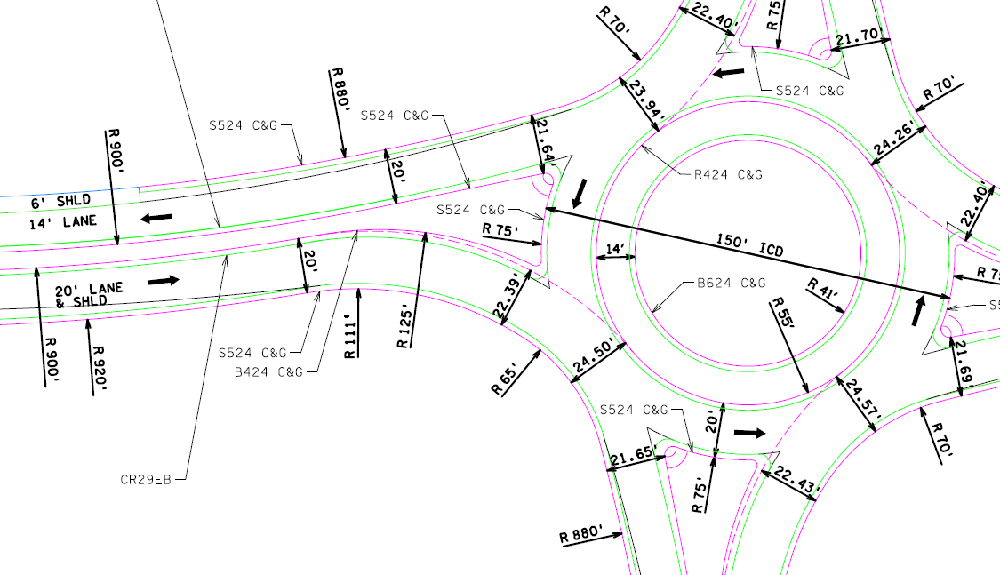 22.40'
R 75'
R 70'
21.70'
R 880'
S524 C&G
R 70'
S524 C&G
S524 C&G
23.94'
24.26'
R 900'
21.64'
20'
R424 C&G
6' SHLD
14' LANE
S524 C&G
22.40'
R 75'
150' ICD
14'
20'
20' LANE
& SHLD
22.39'
B624 C&G
R 41'
R 55'
R 125'
R 111'
R 900'
R 920'
S524 C&G
B424 C&G
R 65'
24.50'
21.69'
24.57'
S524 C&G
20'
R 70'
21.65'
CR29EB
22.43'
R 75'
R 880'